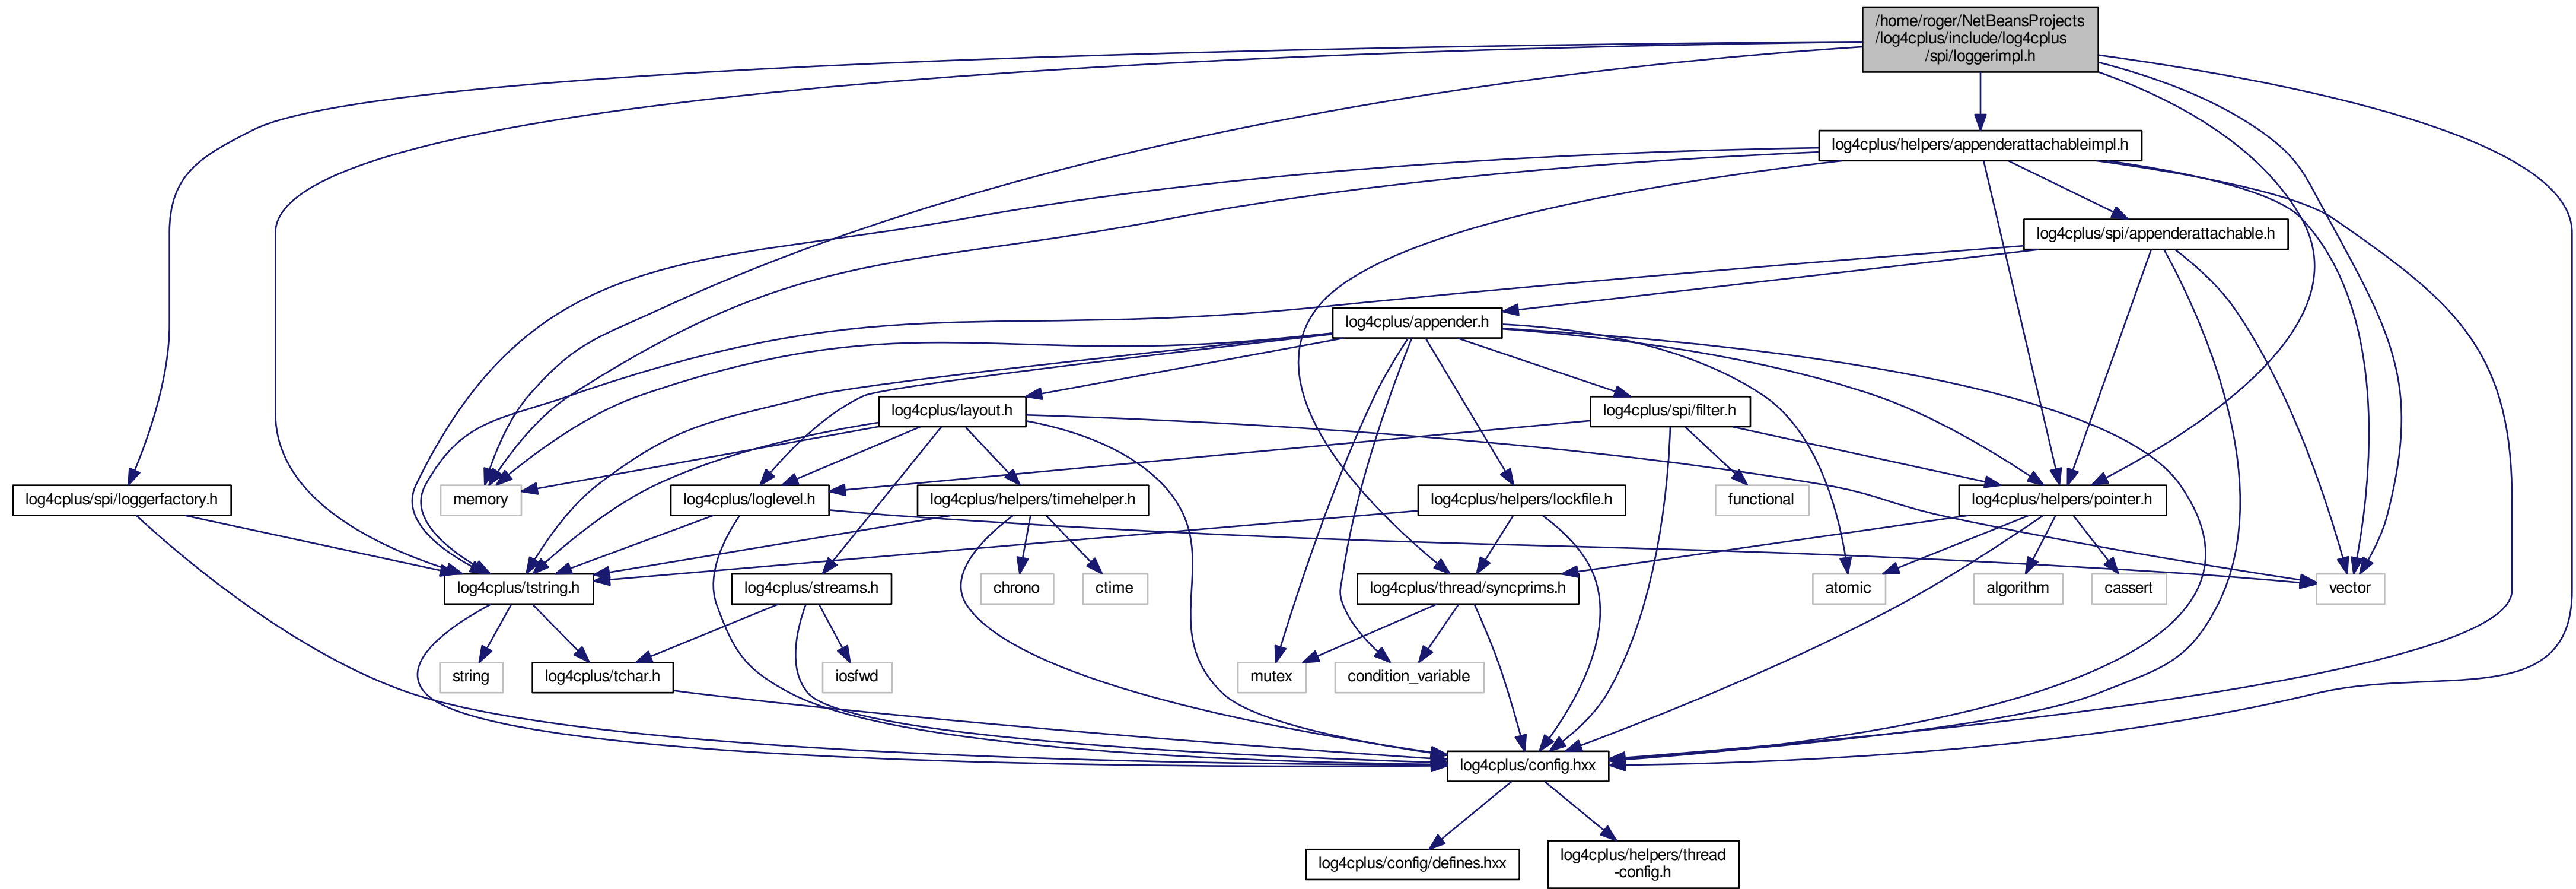 /home/roger/NetBeansProjects
/log4cplus/include/log4cplus
/spi/loggerimpl.h
log4cplus/helpers/appenderattachableimpl.h
log4cplus/spi/appenderattachable.h
log4cplus/appender.h
log4cplus/layout.h
log4cplus/spi/filter.h
log4cplus/spi/loggerfactory.h
memory
log4cplus/loglevel.h
log4cplus/helpers/timehelper.h
log4cplus/helpers/lockfile.h
functional
log4cplus/helpers/pointer.h
log4cplus/tstring.h
log4cplus/streams.h
chrono
ctime
log4cplus/thread/syncprims.h
atomic
algorithm
cassert
vector
string
log4cplus/tchar.h
iosfwd
mutex
condition_variable
log4cplus/config.hxx
log4cplus/config/defines.hxx
log4cplus/helpers/thread
-config.h